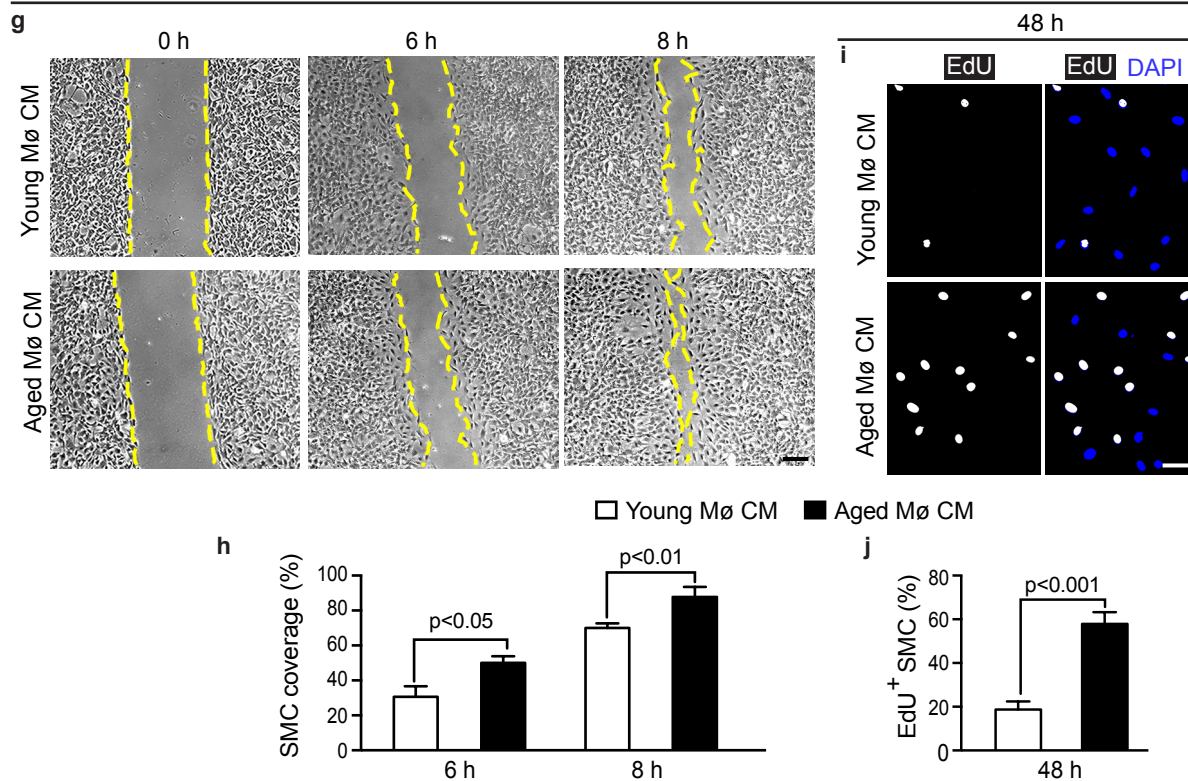 g
0 h
6 h
8 h
48 h
i
EdU
EdU DAPI
Young Mø CM
Aged Mø CM
Young Mø CM
Aged Mø CM
Young Mø CM
Aged Mø CM
h
SMC coverage (%)
100
80
60
40
20
0
p<0.05
p<0.01
6 h
8 h
j
EdU+ SMC (%)
80
60
40
20
0
p<0.001
48 h